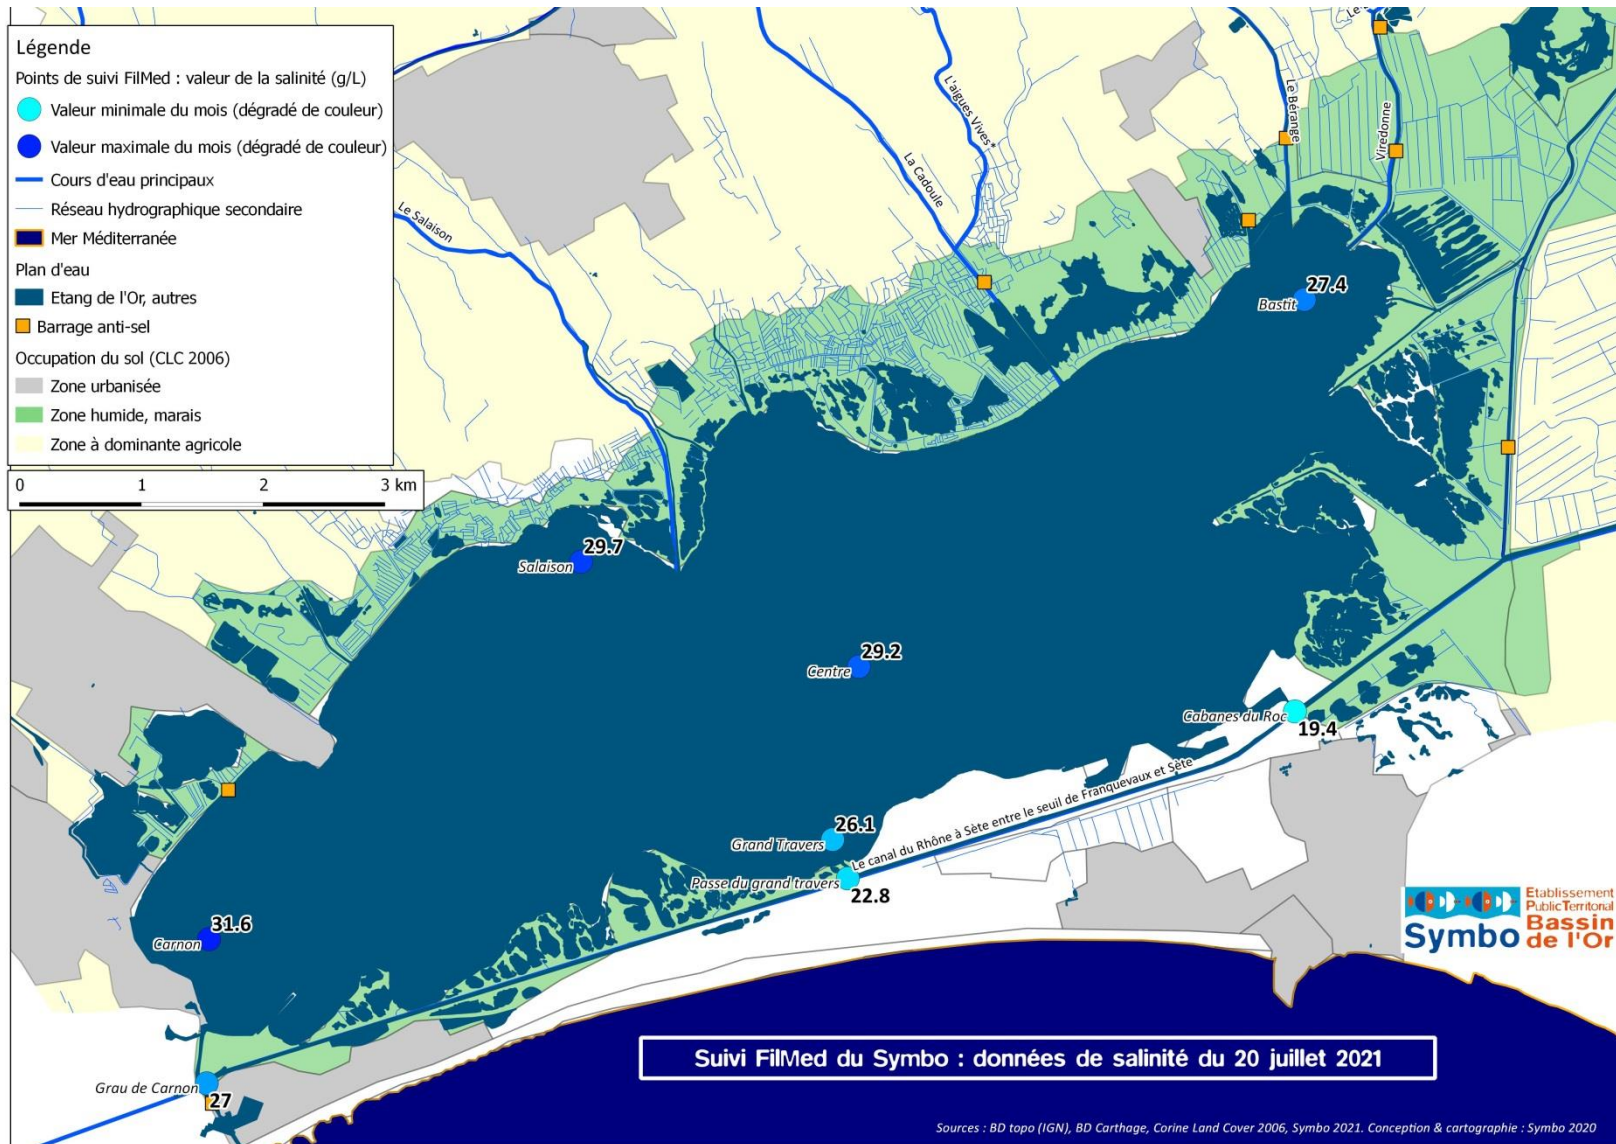 Légende
Points de suivi FilMed : valeur de la salinité (g/L)
Valeur minimale du mois (dégradé de couleur)
Valeur maximale du mois (dégradé de couleur)
Cours d'eau principaux
Réseau hydrographique secondaire
Mer Méditerranée
Plan d'eau
Etang de l'Or, autres
Barrage anti-sel
Occupation du sol (CLC 2006)
Zone urbanisée
Zone humide, marais
Zone à dominante agricole
0 1 2 3 km
Le Salaison
La Cadoule
L'aigues Vives*
Le Bérange
Viredonne
27.4
Bastit
29.7
Salaison
29.2
Centre
Cabanes du Roc
19.4
26.1
Grand Travers
Le canal du Rhône à Sète entre le seuil de Franquevaux et Sète
Passe du grand travers
22.8
31.6
Carnon
Grau de Carnon
27
Symbo
Etablissement
Public Territorial
Bassin
de l'Or
Suivi FilMed du Symbo : données de salinité du 20 juillet 2021
Sources : BD topo (IGN), BD Carthage, Corine Land Cover 2006, Symbo 2021. Conception & cartographie : Symbo 2020